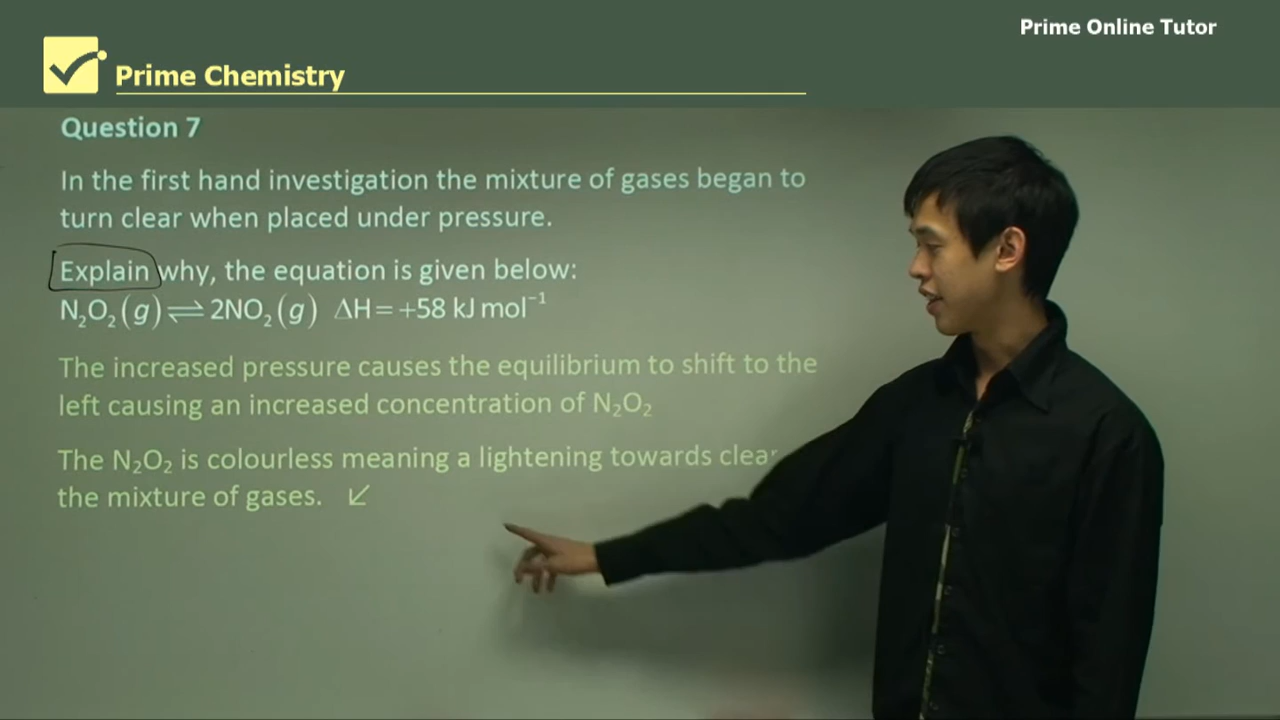 Prime Online Tutor
Prime Chemistry
Question 7
In the first hand investigation the mixture of gases began to
turn clear when placed under pressure.
Explain why, the equation is given below:
N₂O₂(g) ⇌ 2NO₂(g) ΔH = +58 kJ mol⁻¹
The increased pressure causes the equilibrium to shift to the
left causing an increased concentration of N₂O₂
The N₂O₂ is colourless meaning a lightening towards clear
the mixture of gases.